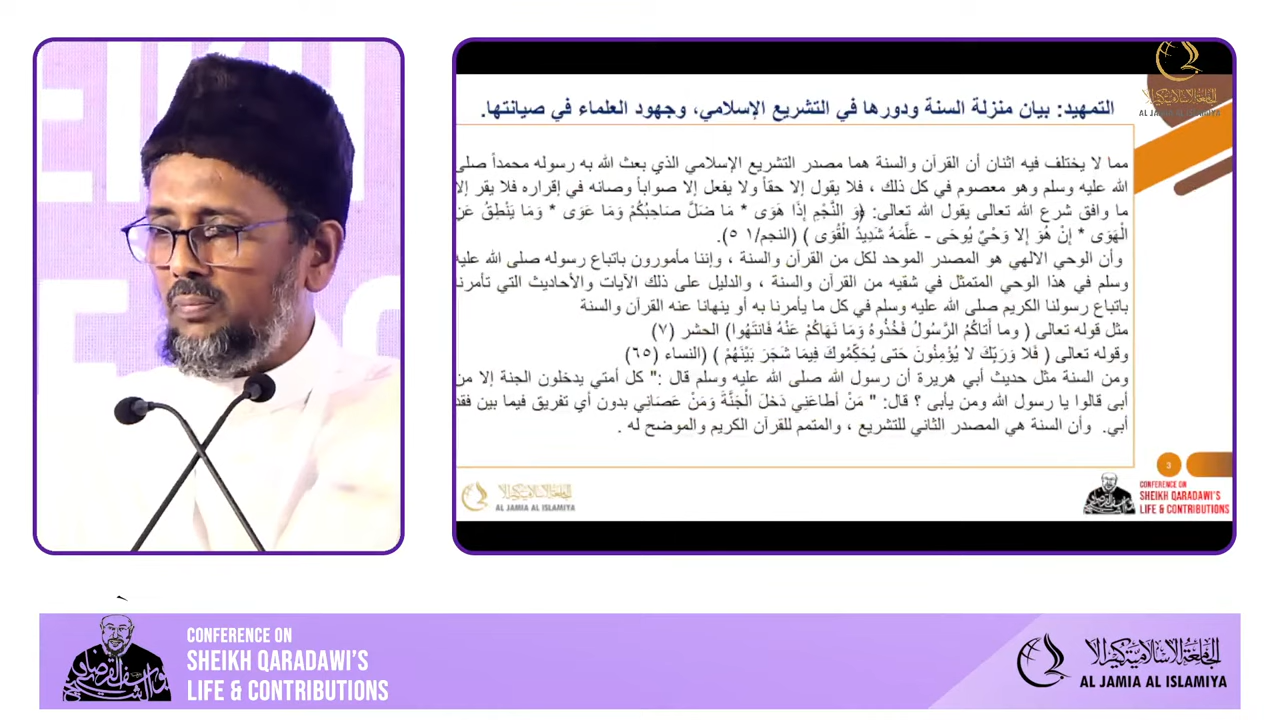 التمهيد: بيان منزلة السنة ودورها في التشريع الإسلامي، وجهود العلماء في صيانتها.
AL JAMIA AL ISLAMIYA
مما لا يختلف فيه اثنان أن القرآن والسنة هما مصدر التشريع الإسلامي الذي بعث الله به رسوله محمداً صلى
الله عليه وسلم وهو معصوم في كل ذلك ، فلا يقول إلا حقاً ولا يفعل إلا صواباً وصانه في إقراره فلا يقر إلا
ما وافق شرع الله تعالى يقول الله تعالى: ﴿وَ النَّجْمِ إِذَا هَوَى * مَا ضَلَّ صَاحِبُكُمْ وَمَا غَوَى * وَمَا يَنْطِقُ عَنِ
الْهَوَى * إِنْ هُوَ إِلا وَحْيٌ يُوحَى - عَلَّمَهُ شَدِيدُ الْقُوَى ) (النجم/١ ٥).
وأن الوحي الالهي هو المصدر الموحد لكل من القرآن والسنة ، وإننا مأمورون باتباع رسوله صلى الله عليه
وسلم في هذا الوحي المتمثل في شقيه من القرآن والسنة ، والدليل على ذلك الآيات والأحاديث التي تأمرنا
باتباع رسولنا الكريم صلى الله عليه وسلم في كل ما يأمرنا به أو ينهانا عنه القرآن والسنة
مثل قوله تعالى ( وما أَتاكُمُ الرَّسُولُ فَخُذُوهُ وَمَا نَهَاكُمْ عَنْهُ فَانتَهُوا) الحشر (٧)
وقوله تعالى ( فَلا وَرَبِّكَ لا يُؤْمِنُونَ حَتى يُحَكِّمُوكَ فِيمَا شَجَرَ بَيْنَهُمْ ) (النساء (٦٥)
ومن السنة مثل حديث أبي هريرة أن رسول الله صلى الله عليه وسلم قال :" كل أمتي يدخلون الجنة إلا من
أبى قالوا يا رسول الله ومن يأبى ؟ قال: " مَنْ أطاعَنِي دَخلَ الْجَنَّةَ وَمَنْ عَصَانِي بدون أي تفريق فيما بين فقد
أبي. وأن السنة هي المصدر الثاني للتشريع ، والمتمم للقرآن الكريم والموضح له .
3
AL JAMIA AL ISLAMIYA
CONFERENCE ON
SHEIKH QARADAWI'S
LIFE & CONTRIBUTIONS
CONFERENCE ON
SHEIKH QARADAWI'S
LIFE & CONTRIBUTIONS
AL JAMIA AL ISLAMIYA